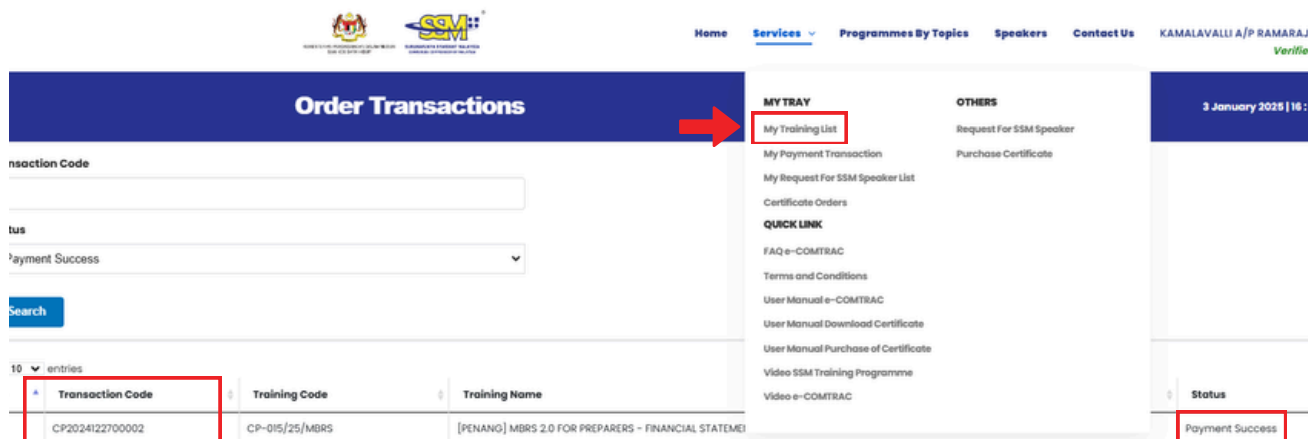 SSM
Home Services Programmes By Topics Speakers Contact Us KAMALAVALLI A/P RAMARAJ
Verifie
Order Transactions
3 January 2025 | 16 :
MY TRAY
My Training List
My Payment Transaction
My Request For SSM Speaker List
Certificate Orders
QUICK LINK
FAQ e-COMTRAC
Terms and Conditions
User Manual e-COMTRAC
User Manual Download Certificate
User Manual Purchase of Certificate
Video SSM Training Programme
Video e-COMTRAC
OTHERS
Request For SSM Speaker
Purchase Certificate
nsaction Code
tus
Payment Success
Search
10 entries
Transaction Code Training Code Training Name Status
CP2024122700002 CP-015/25/MBRS [PENANG] MBRS 2.0 FOR PREPARERS - FINANCIAL STATEME Payment Success